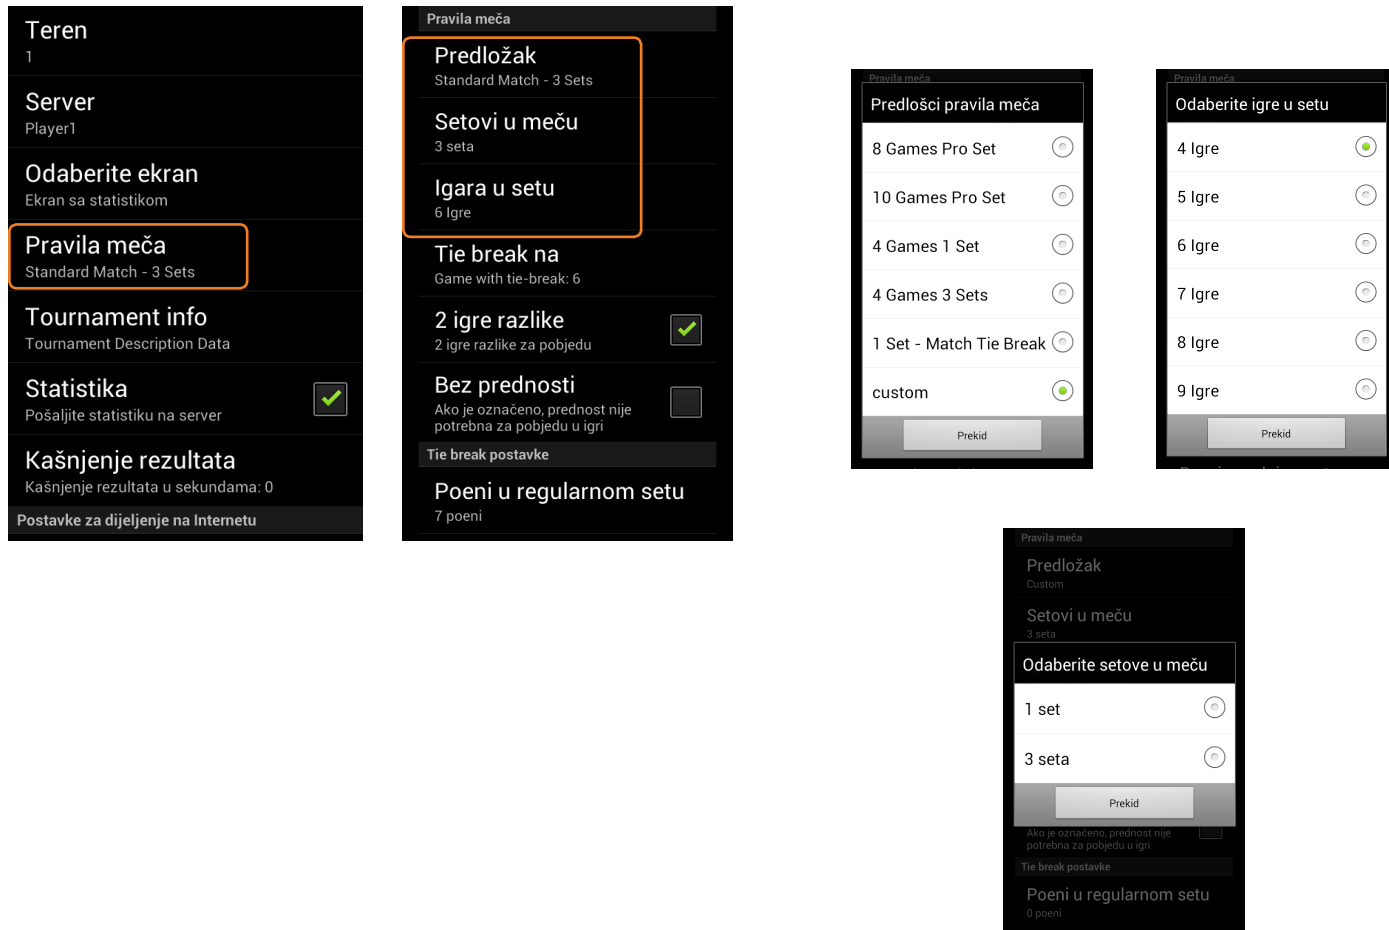 Teren
1
Server
Player1
Odaberite ekran
Ekran sa statistikom
Pravila meča
Standard Match - 3 Sets
Tournament info
Tournament Description Data
Statistika
Pošaljite statistiku na server
Kašnjenje rezultata
Kašnjenje rezultata u sekundama: 0
Postavke za dijeljenje na Internetu
Pravila meča
Predložak
Standard Match - 3 Sets
Setovi u meču
3 seta
Igara u setu
6 Igre
Tie break na
Game with tie-break: 6
2 igre razlike
2 igre razlike za pobjedu
Bez prednosti
Ako je označeno, prednost nije
potrebna za pobjedu u igri
Tie break postavke
Poeni u regularnom setu
7 poeni
Pravila meča
Predlošci pravila meča
8 Games Pro Set
10 Games Pro Set
4 Games 1 Set
4 Games 3 Sets
1 Set - Match Tie Break
custom
Prekid
Pravila meča
Odaberite igre u setu
4 Igre
5 Igre
6 Igre
7 Igre
8 Igre
9 Igre
Prekid
Pravila meča
Predložak
Custom
Setovi u meču
3 seta
Odaberite setove u meču
1 set
3 seta
Prekid
Ako je označeno, prednost nije
potrebna za pobjedu u igri
Tie break postavke
Poeni u regularnom setu
0 poeni